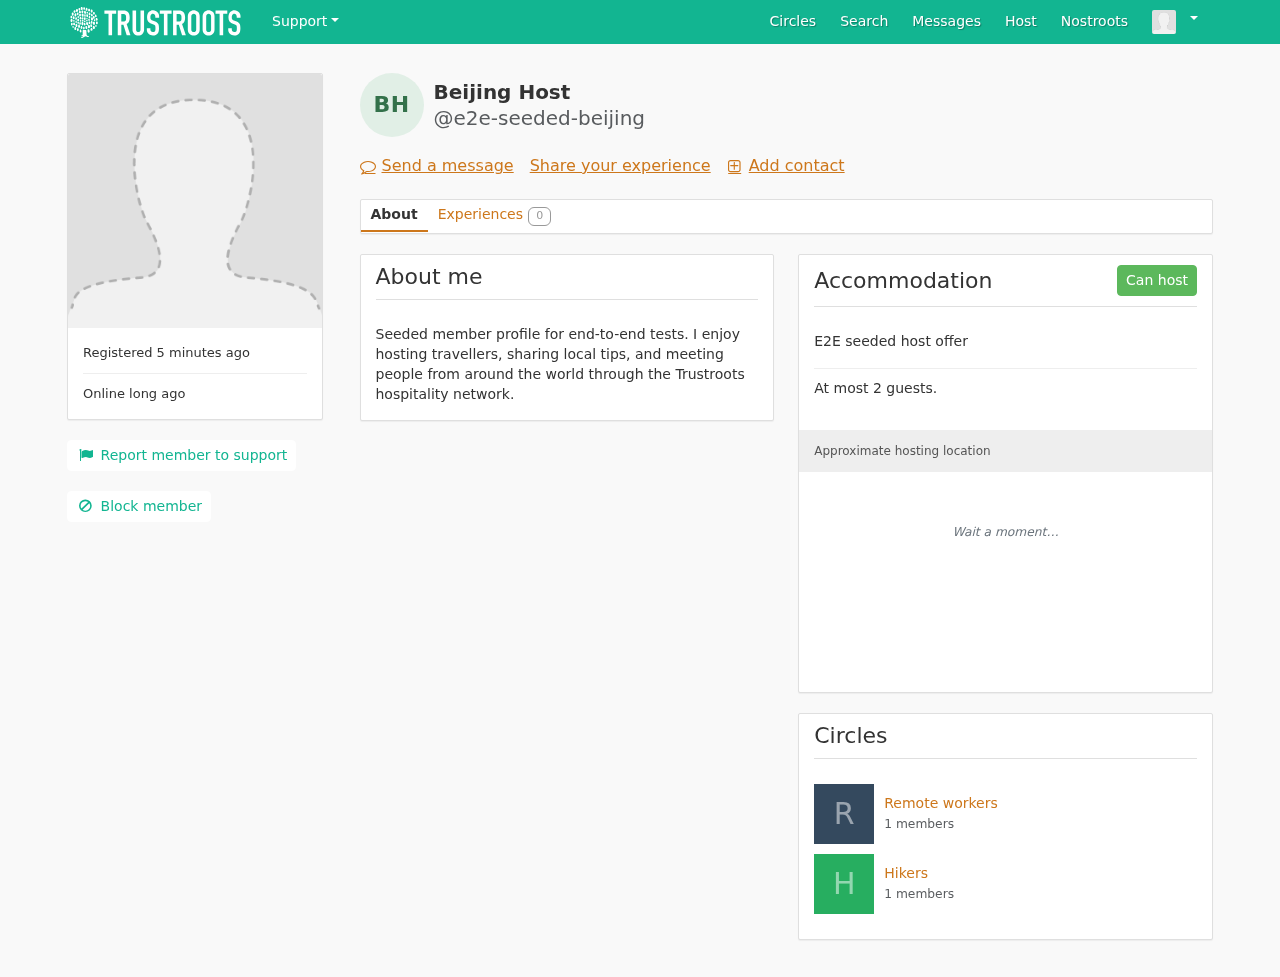 TRUSTROOTS
Support
Circles
Search
Messages
Host
Nostroots
BH
Beijing Host
@e2e-seeded-beijing
Send a message
Share your experience
Add contact
About
Experiences 0
Registered 5 minutes ago
Online long ago
Report member to support
Block member
About me
Seeded member profile for end-to-end tests. I enjoy
hosting travellers, sharing local tips, and meeting
people from around the world through the Trustroots
hospitality network.
Accommodation
Can host
E2E seeded host offer
At most 2 guests.
Approximate hosting location
Wait a moment...
Circles
R
Remote workers
1 members
H
Hikers
1 members